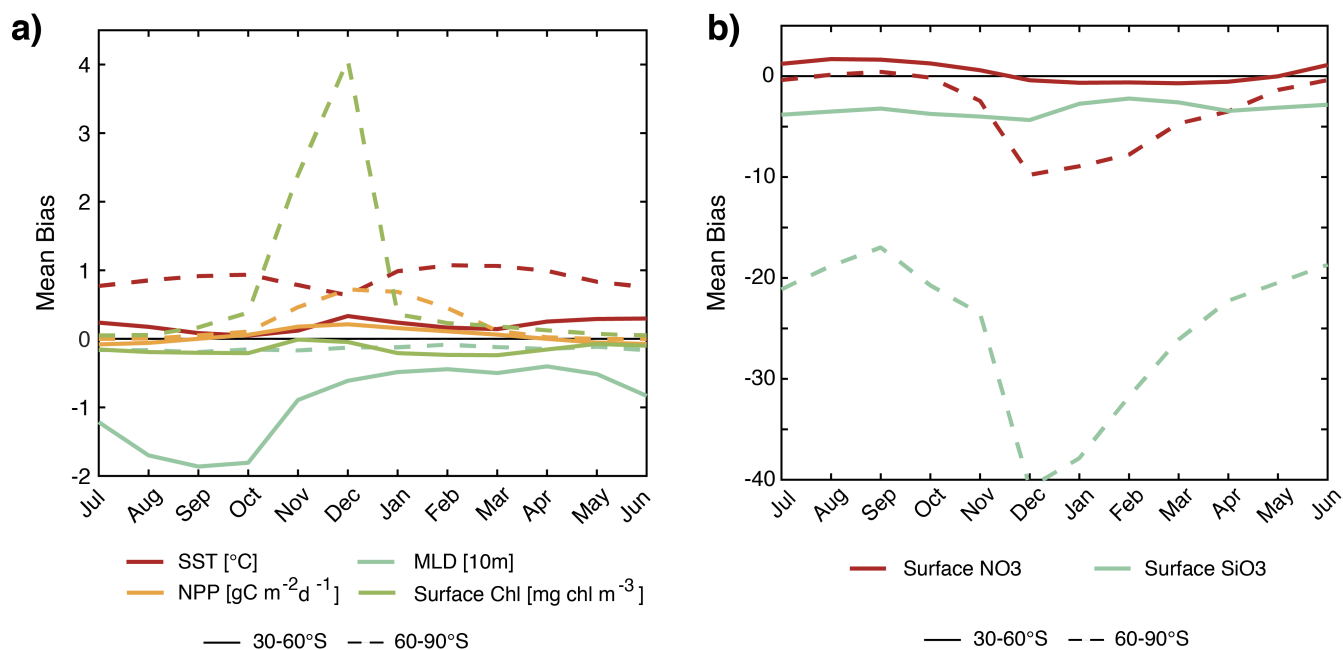 a)
Mean Bias
4
3
2
1
0
-1
-2
Jul Aug Sep Oct Nov Dec Jan Feb Mar Apr May Jun
SST [°C] MLD [10m]
NPP [gC m⁻²d ⁻¹] Surface Chl [mg chl m⁻³ ]
30-60°S 60-90°S
b)
Mean Bias
0
-10
-20
-30
-40
Jul Aug Sep Oct Nov Dec Jan Feb Mar Apr May Jun
Surface NO3 Surface SiO3
30-60°S 60-90°S